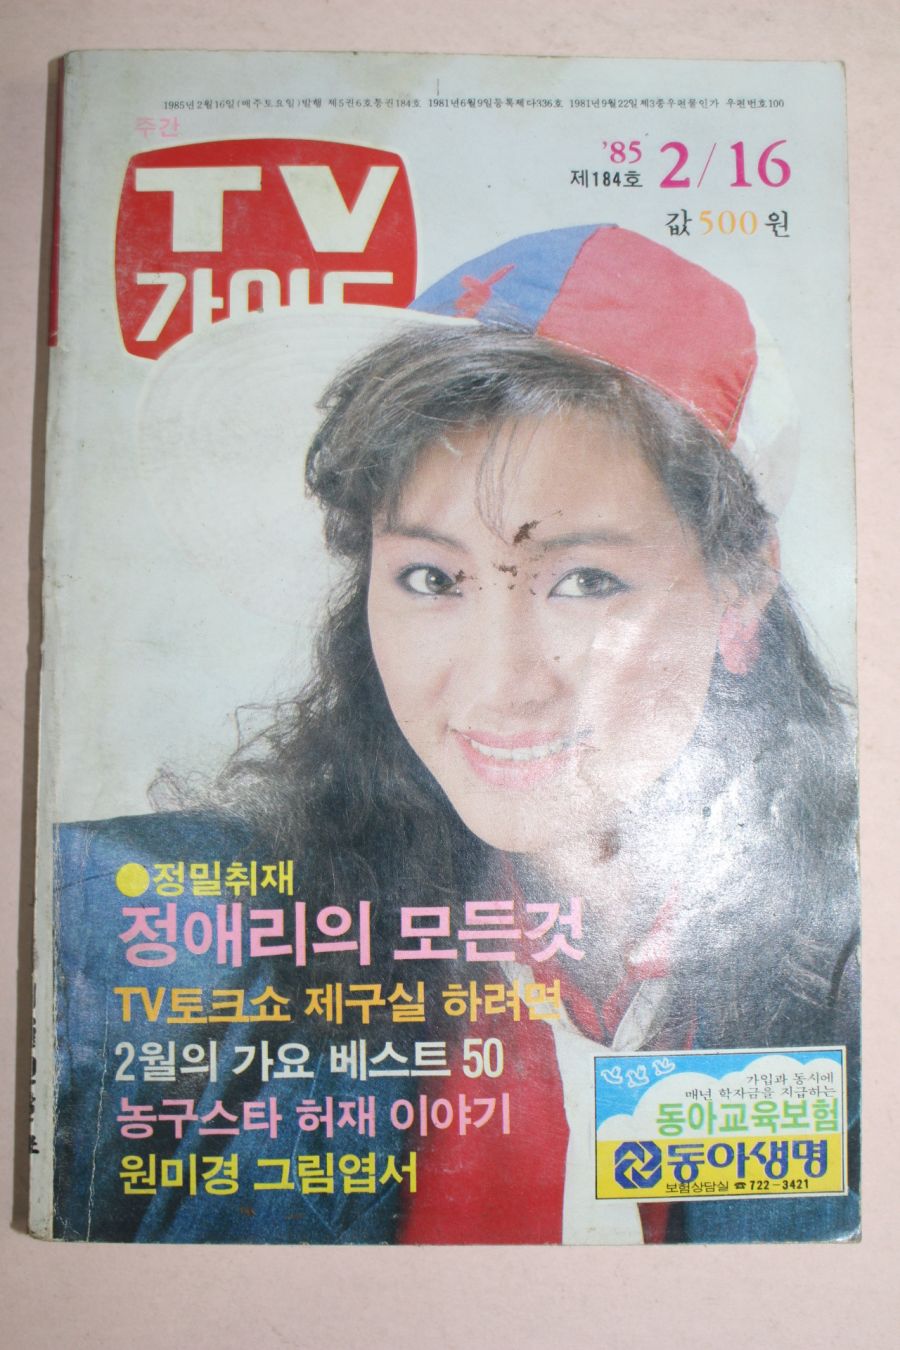 1985년2월16일(매주토요일)발행 제5권6호통권184호 1981년6월9일등록제다336호 1981년9월22일제3종우편물인가 우편번호100
주간
TV
가이드
'85 2/16
제184호
값 500원
●정밀취재
정애리의 모든것
TV토크쇼 제구실 하려면
2월의 가요 베스트 50
농구스타 허재 이야기
원미경 그림엽서
가입과 동시에
매년 학자금을 지급하는
동아교육보험
동아생명
보험상담실 ☎722-3421